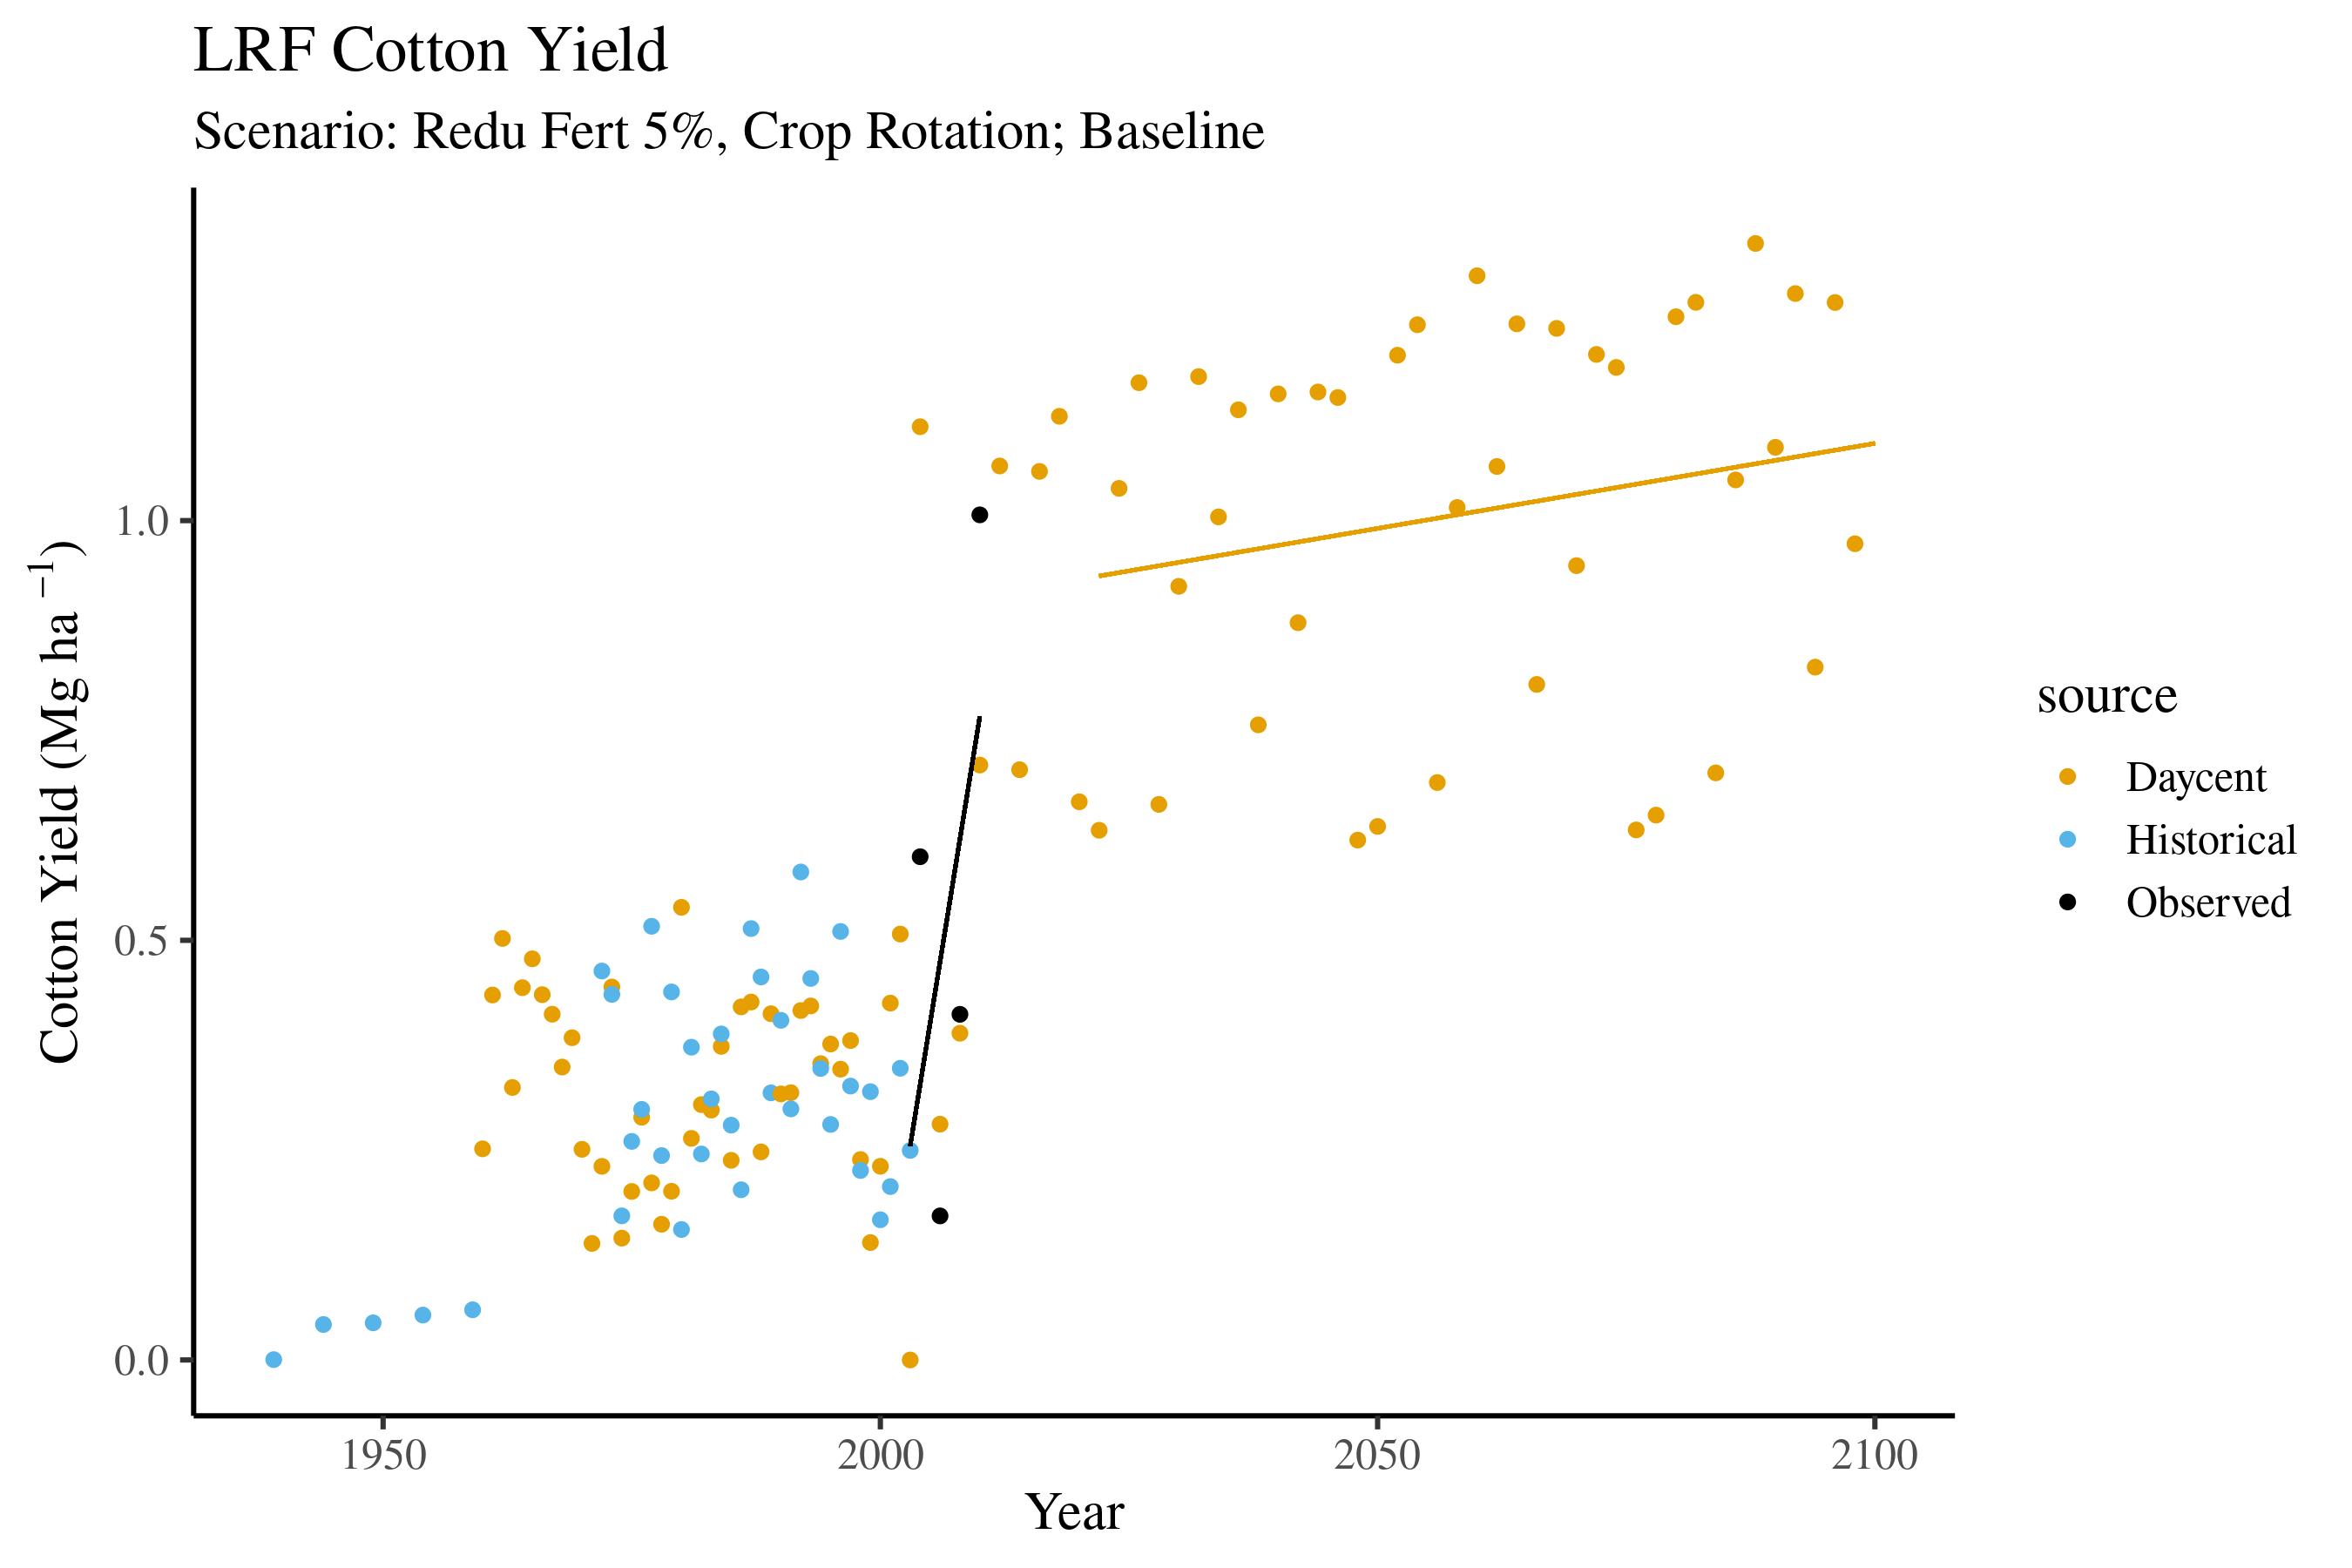 LRF Cotton Yield
Scenario: Redu Fert 5%, Crop Rotation; Baseline
Cotton Yield (Mg ha⁻¹)
1.0
0.5
0.0
1950 2000 2050 2100
Year
source
Daycent
Historical
Observed